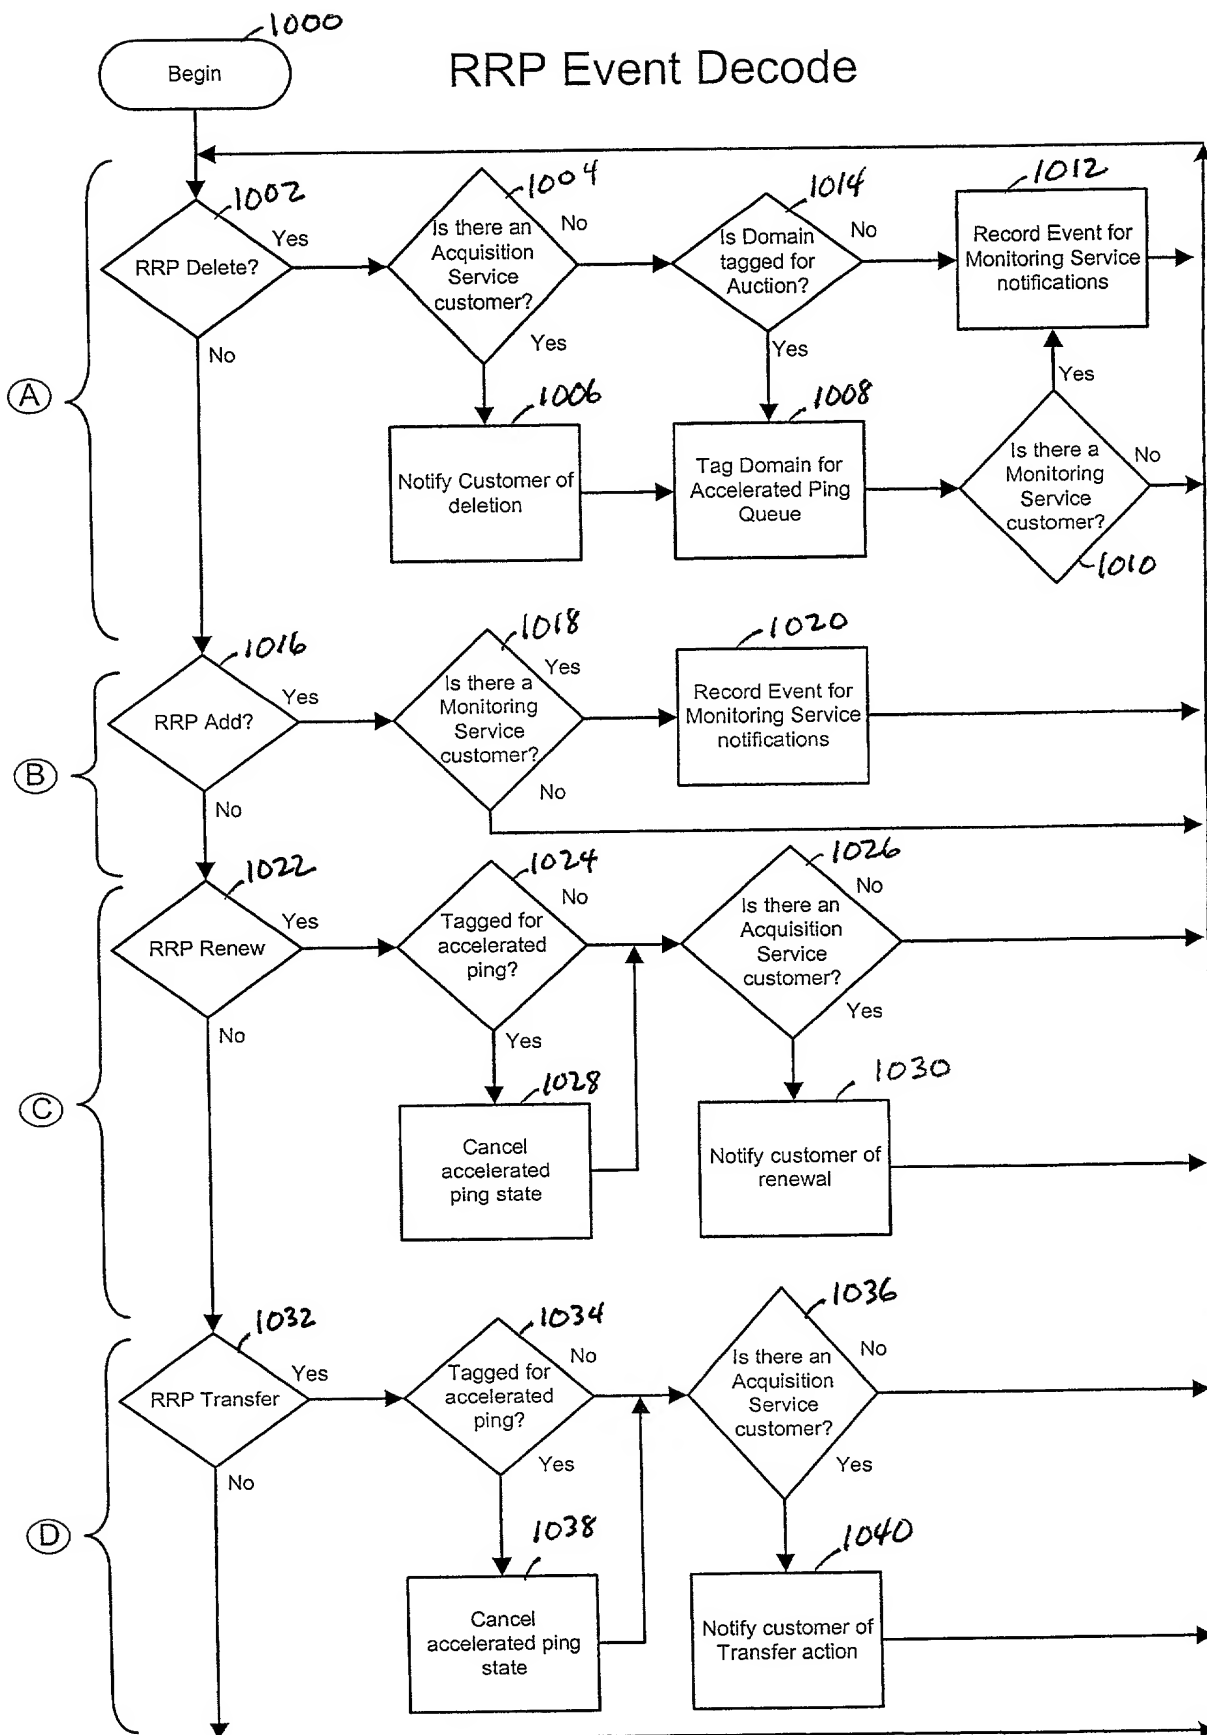 1000
Begin
RRP Event Decode
1002
RRP Delete?
Yes
No
1004
Is there an
Acquisition
Service
customer?
No
Yes
1014
Is Domain
tagged for
Auction?
No
Yes
1012
Record Event for
Monitoring Service
notifications
A
1006
Notify Customer of
deletion
1008
Tag Domain for
Accelerated Ping
Queue
Yes
Is there a
Monitoring
Service
customer?
No
1010
1016
RRP Add?
Yes
No
1018
Is there a
Monitoring
Service
customer?
Yes
No
1020
Record Event for
Monitoring Service
notifications
B
1022
RRP Renew
Yes
No
1024
Tagged for
accelerated
ping?
No
Yes
1026
Is there an
Acquisition
Service
customer?
No
Yes
C
1028
Cancel
accelerated
ping state
1030
Notify customer of
renewal
1032
RRP Transfer
Yes
No
1034
Tagged for
accelerated
ping?
No
Yes
1036
Is there an
Acquisition
Service
customer?
No
Yes
D
1038
Cancel
accelerated ping
state
1040
Notify customer of
Transfer action